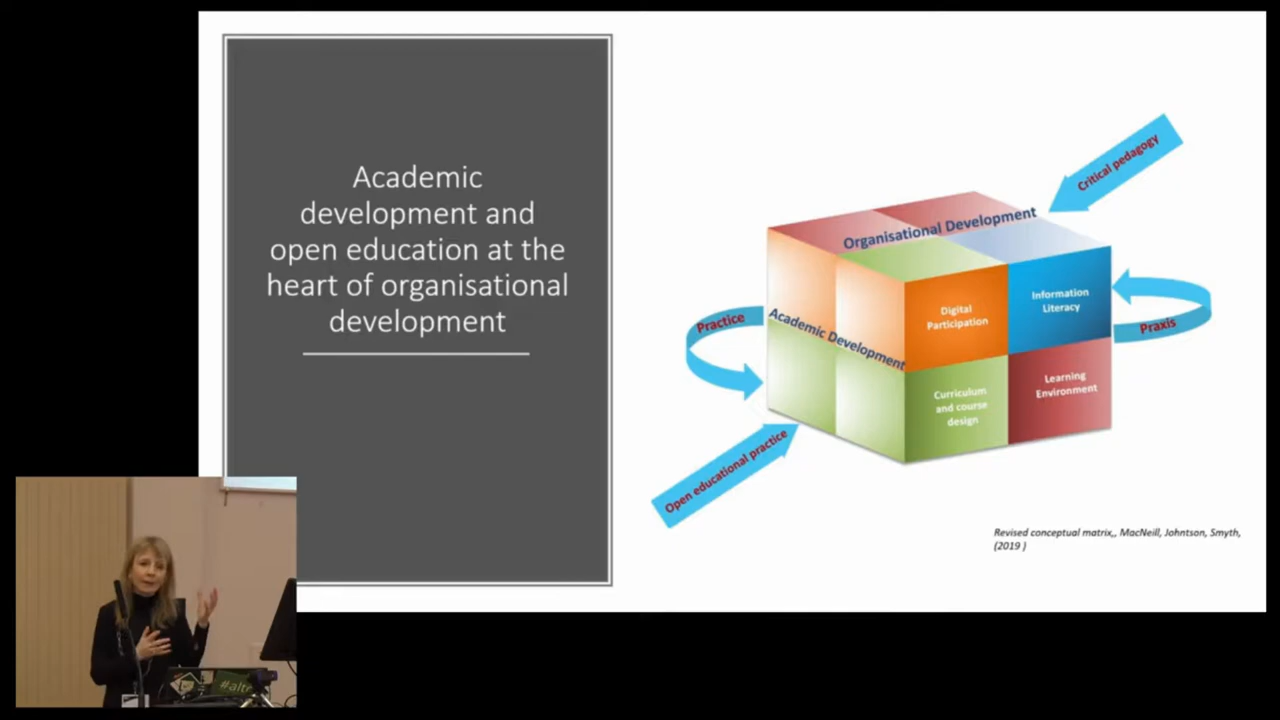 Academic
development and
open education at the
heart of organisational
development
Critical pedagogy
Organisational Development
Digital
Participation
Information
Literacy
Practice
Academic Development
Praxis
Curriculum
and course
design
Learning
Environment
Open educational practice
Revised conceptual matrix,, MacNeill, Johntson, Smyth,
(2019 )